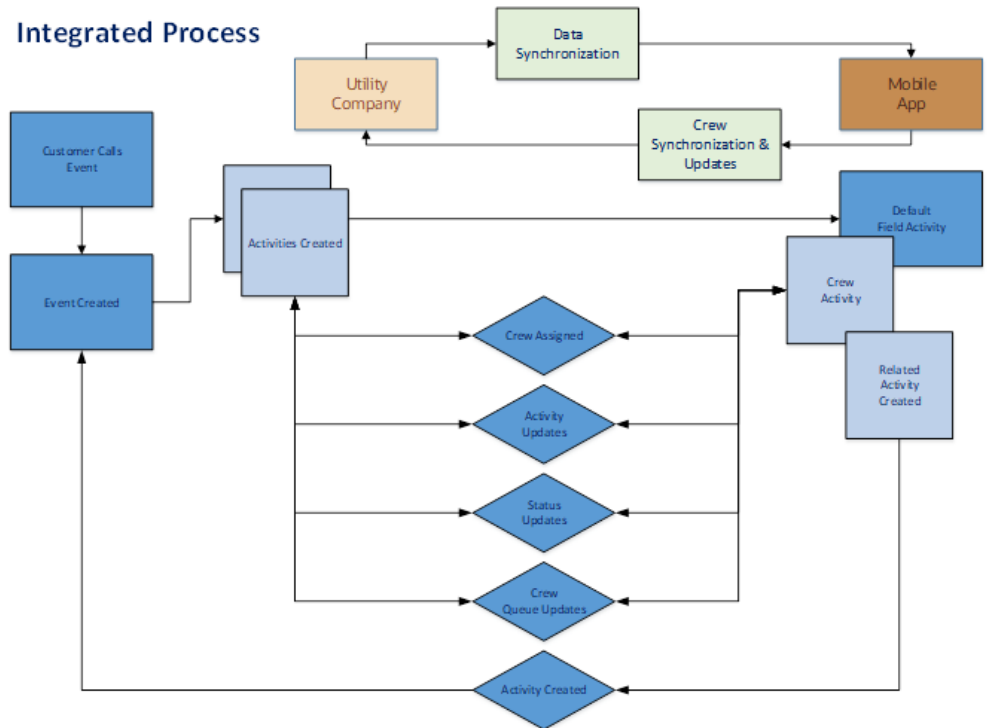 Integrated Process
Data
Synchronization
Utility
Company
Mobile
App
Crew
Synchronization &
Updates
Customer Calls
Event
Default
Field Activity
Activities Created
Event Created
Crew
Activity
Crew Assigned
Related
Activity
Created
Activity
Updates
Status
Updates
Crew
Queue Updates
Activity Created